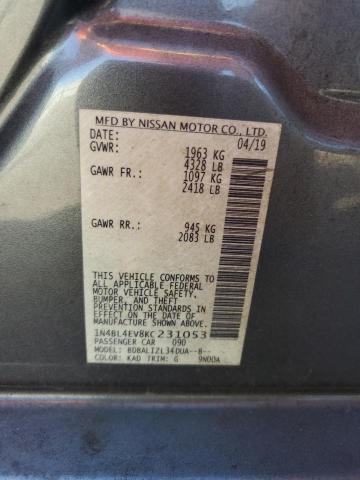 MFD BY NISSAN MOTOR CO., LTD.
DATE: 04/19
GVWR: 1963 KG
4328 LB
GAWR FR.: 1097 KG
2418 LB
GAWR RR.: 945 KG
2083 LB
THIS VEHICLE CONFORMS TO
ALL APPLICABLE FEDERAL
MOTOR VEHICLE SAFETY,
BUMPER, AND THEFT
PREVENTION STANDARDS
IN EFFECT ON THE DATE OF
MANUFACTURE SHOWN ABOVE.
1N4BL4EV8KC231053
PASSENGER CAR 090
MODEL: BDBALIZL34DUA--B--
COLOR: KAD TRIM: G 9N00A